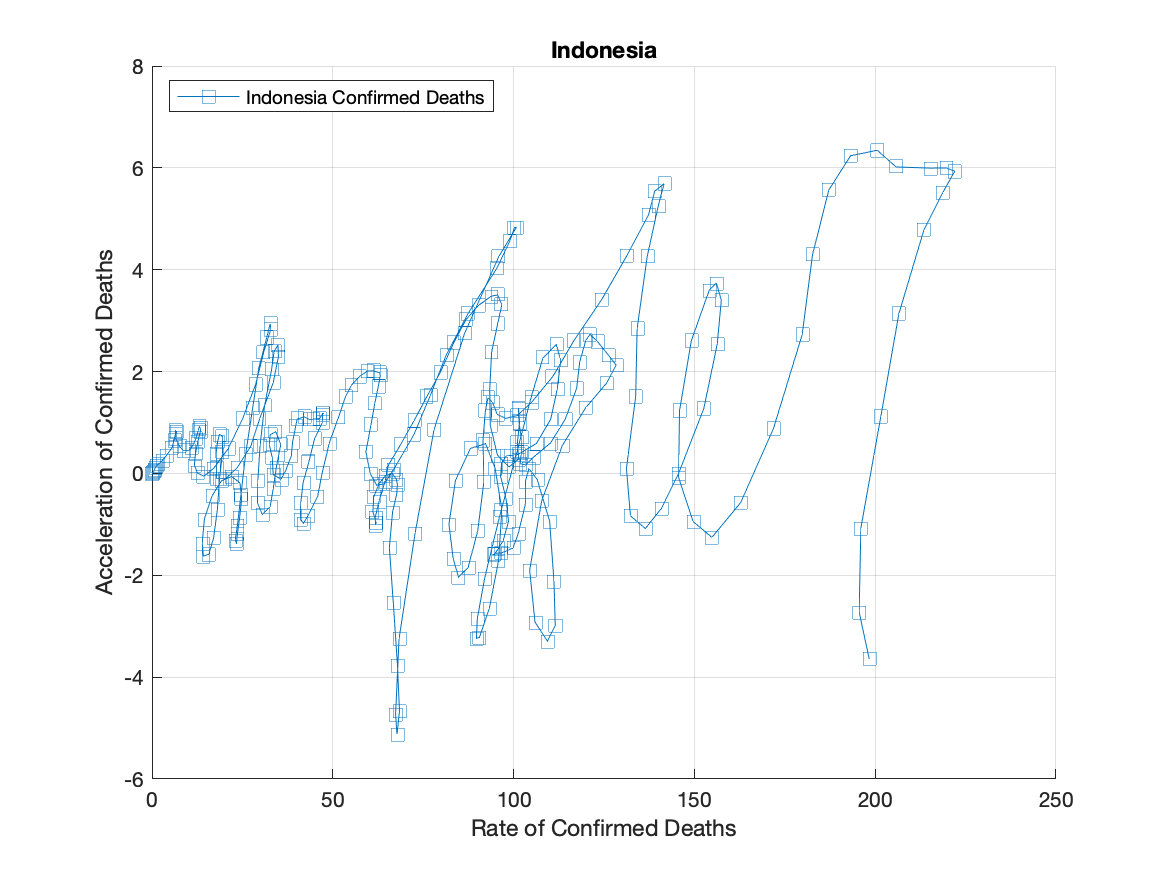 Indonesia
8
Indonesia Confirmed Deaths
6
4
2
0
-2
-4
-6
Acceleration of Confirmed Deaths
0 50 100 150 200 250
Rate of Confirmed Deaths